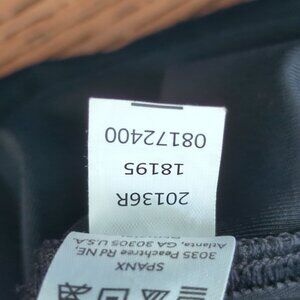 20136R
18195
08172400
SPANX
3035 Peachtree Rd NE
Atlanta, GA 30305 U.S.A.